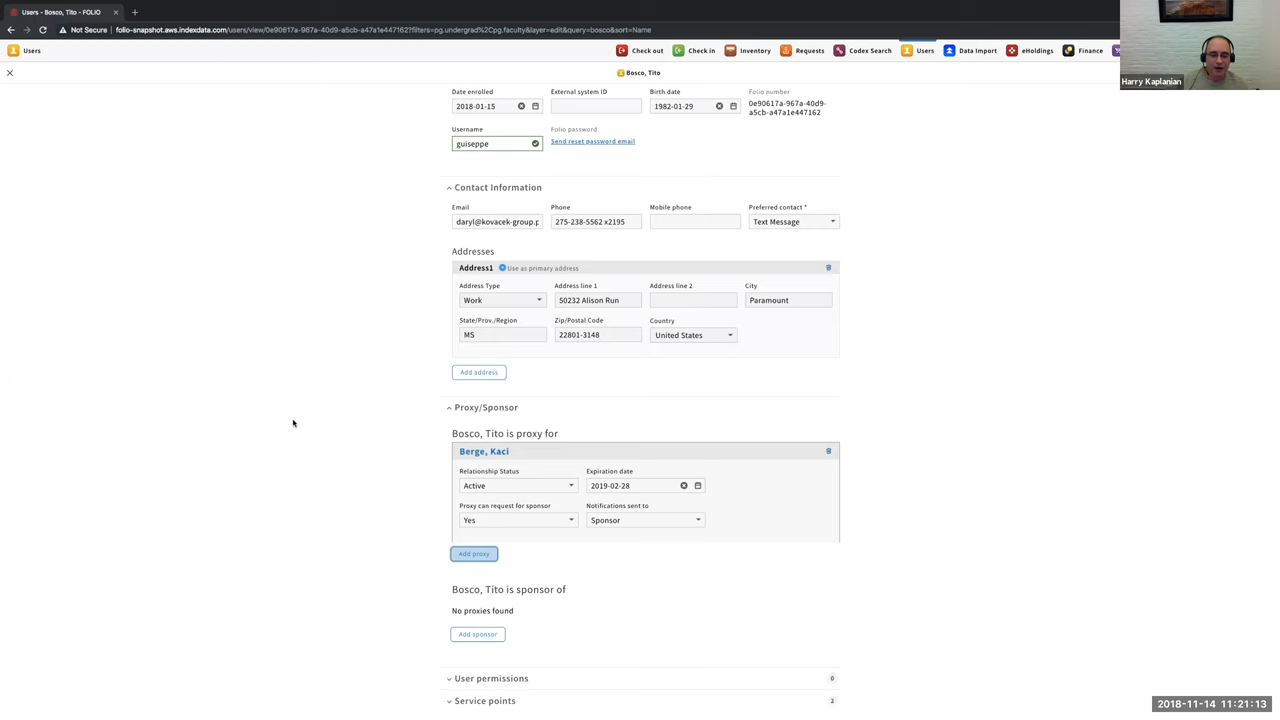 Users - Bosco, Tito - FOLIO
Not Secure folio-snapshot.aws.indexdata.com/users/view/0e90617a-967a-40d9-a5cb-a47a1e447162?filters=pg.undergrad%2Cpg.faculty&layer=edit&query=bosco&sort=Name
Users Check out Check in Inventory Requests Codex Search Users Data Import eHoldings Finance
Harry Kaplanian
Bosco, Tito
Date enrolled External system ID Birth date Folio number
2018-01-15 1982-01-29 0e90617a-967a-40d9-
a5cb-a47a1e447162
Username Folio password
guiseppe Send reset password email
Contact Information
Email Phone Mobile phone Preferred contact *
daryl@kovacek-group.p 275-238-5562 x2195 Text Message
Addresses
Address1 Use as primary address
Address Type Address line 1 Address line 2 City
Work 50232 Alison Run Paramount
State/Prov./Region Zip/Postal Code Country
MS 22801-3148 United States
Add address
Proxy/Sponsor
Bosco, Tito is proxy for
Berge, Kaci
Relationship Status Expiration date
Active 2019-02-28
Proxy can request for sponsor Notifications sent to
Yes Sponsor
Add proxy
Bosco, Tito is sponsor of
No proxies found
Add sponsor
User permissions 0
Service points 2
2018-11-14 11:21:13